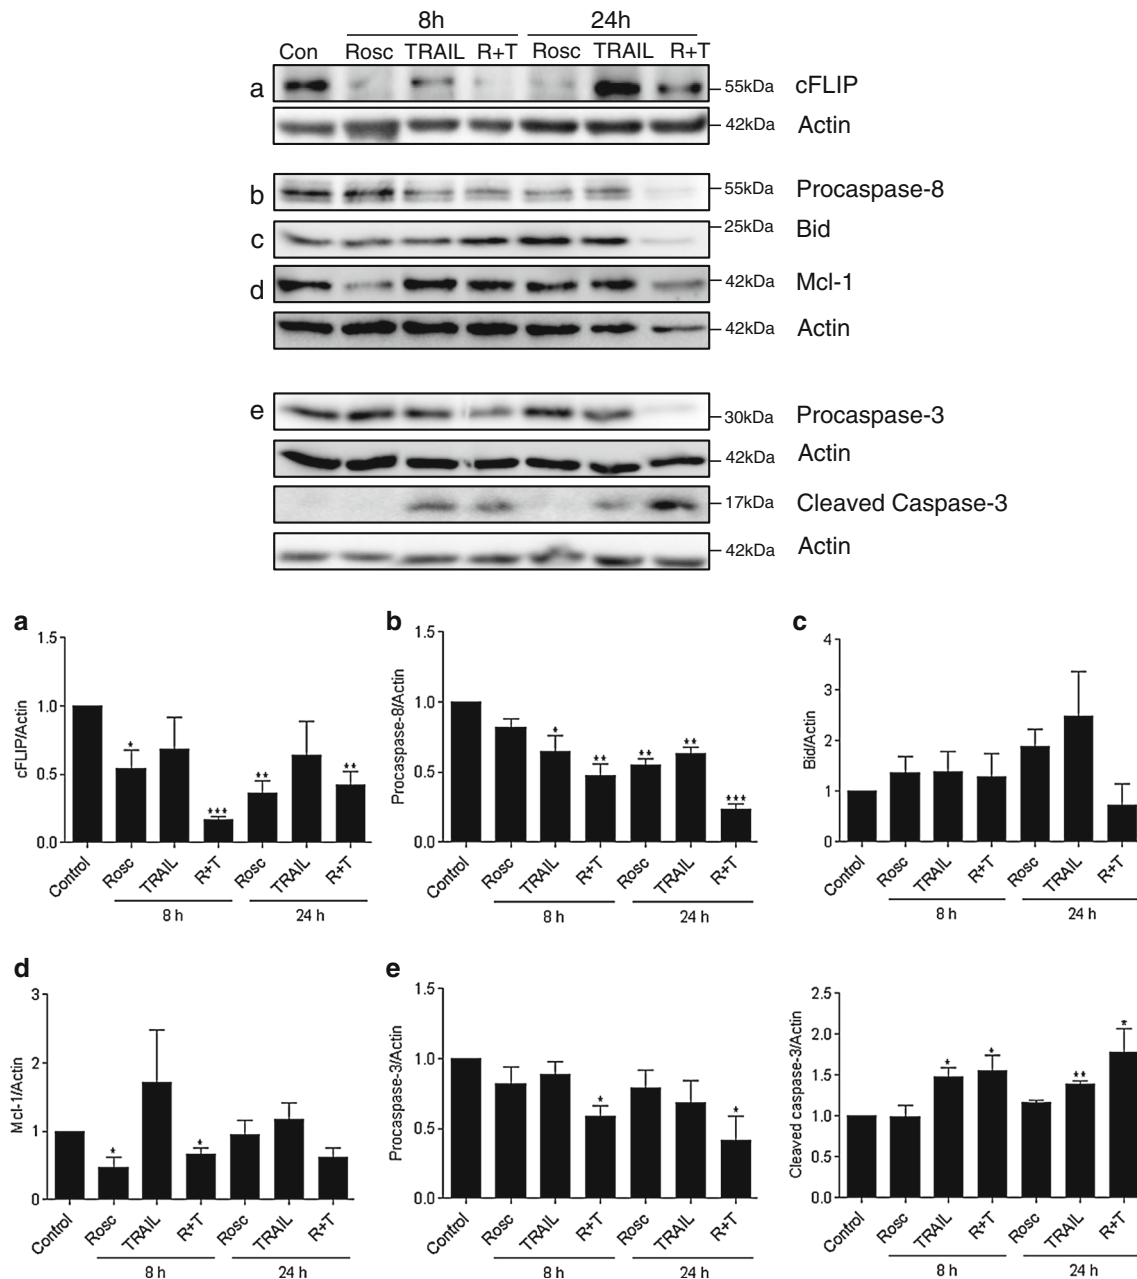 8h 24h
Con Rosc TRAIL R+T Rosc TRAIL R+T
a 55kDa cFLIP
42kDa Actin
b 55kDa Procaspase-8
c 25kDa Bid
d 42kDa Mcl-1
42kDa Actin
e 30kDa Procaspase-3
42kDa Actin
17kDa Cleaved Caspase-3
42kDa Actin
a
cFLIP/Actin
1.5
1.0
0.5
0.0
* *** ** **
Control Rosc TRAIL R+T Rosc TRAIL R+T
8 h 24 h
b
Procaspase-8/Actin
1.5
1.0
0.5
0.0
* ** ** ** ***
Control Rosc TRAIL R+T Rosc TRAIL R+T
8 h 24 h
c
Bid/Actin
4
3
2
1
0
Control Rosc TRAIL R+T Rosc TRAIL R+T
8 h 24 h
d
Mcl-1/Actin
3
2
1
0
* *
Control Rosc TRAIL R+T Rosc TRAIL R+T
8 h 24 h
e
Procaspase-3/Actin
1.5
1.0
0.5
0.0
* *
Control Rosc TRAIL R+T Rosc TRAIL R+T
8 h 24 h
Cleaved caspase-3/Actin
2.5
2.0
1.5
1.0
0.5
0.0
* * ** *
Control Rosc TRAIL R+T Rosc TRAIL R+T
8 h 24 h